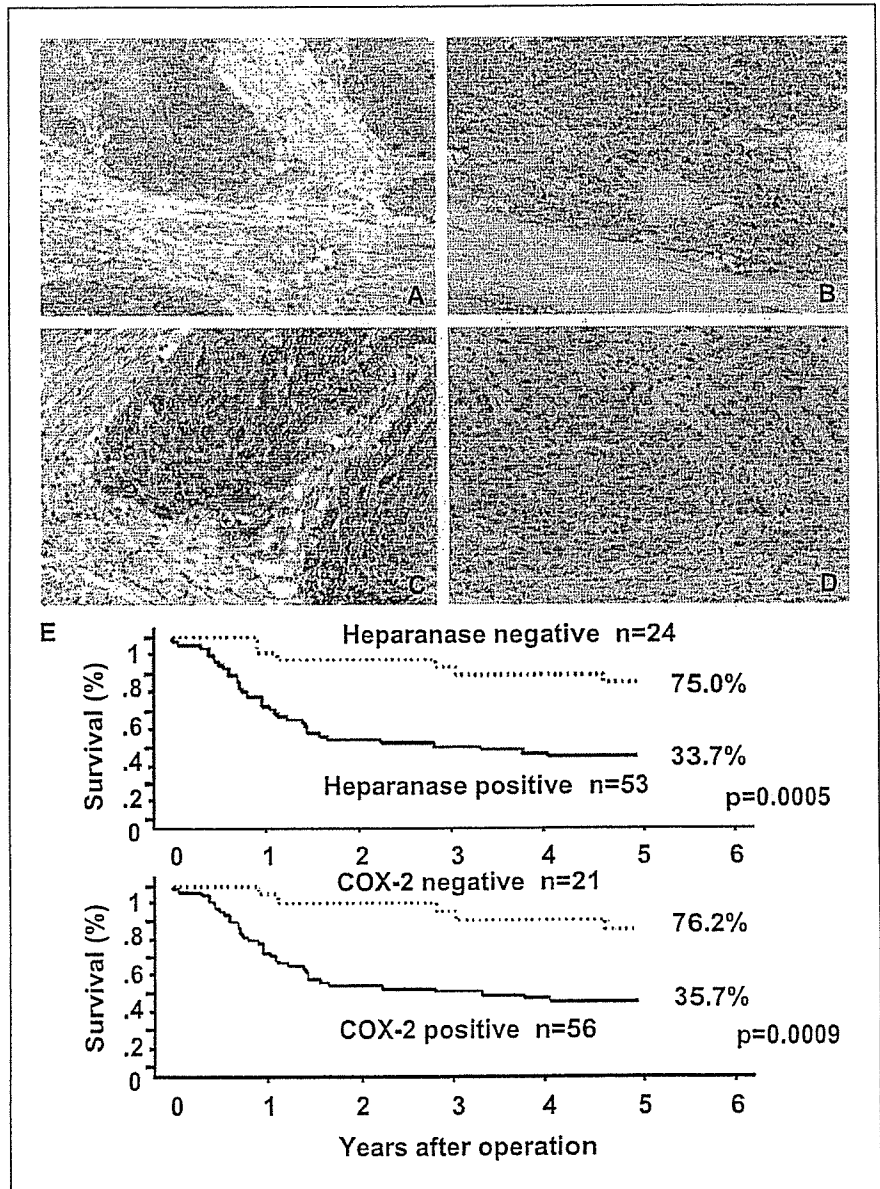 A
B
C
D
E
Heparanase negative n=24
75.0%
33.7%
Heparanase positive n=53
p=0.0005
Survival (%)
1
.8
.6
.4
.2
0
0 1 2 3 4 5 6
COX-2 negative n=21
76.2%
35.7%
COX-2 positive n=56
p=0.0009
Survival (%)
1
.8
.6
.4
.2
0
0 1 2 3 4 5 6
Years after operation